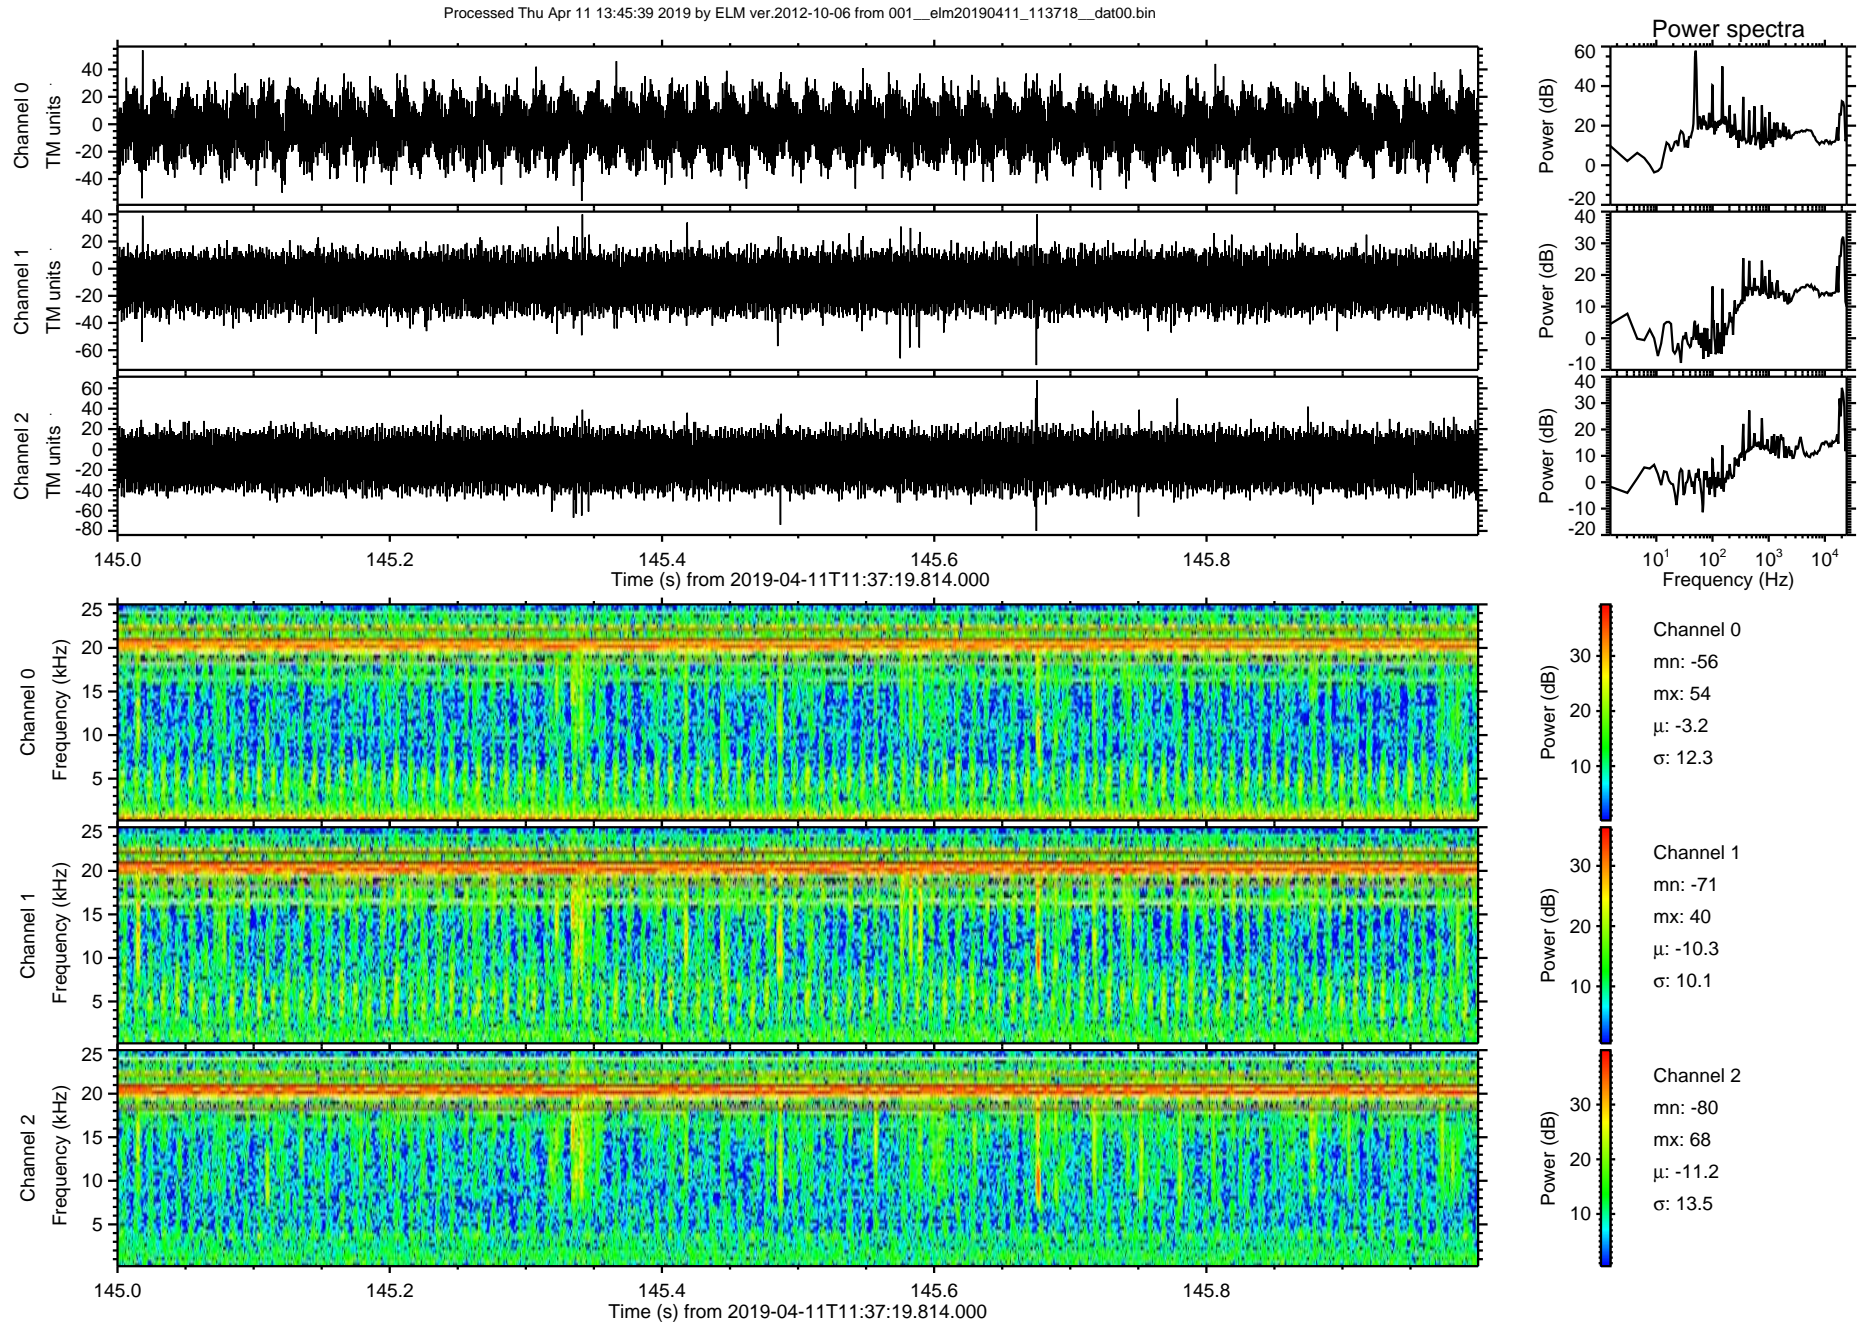 Processed Thu Apr 11 13:45:39 2019 by ELM ver.2012-10-06 from 001__elm20190411_113718__dat00.bin
Power spectra
Channel 0
TM units
40
20
0
-20
-40
Power (dB)
60
40
20
0
-20
Channel 1
TM units
40
20
0
-20
-40
-60
Power (dB)
40
30
20
10
0
-10
Channel 2
TM units
60
40
20
0
-20
-40
-60
-80
Power (dB)
40
30
20
10
0
-10
-20
145.0 145.2 145.4 145.6 145.8
Time (s) from 2019-04-11T11:37:19.814.000
10¹ 10² 10³ 10⁴
Frequency (Hz)
Channel 0
Frequency (kHz)
25
20
15
10
5
Power (dB)
30
20
10
Channel 0
mn: -56
mx: 54
μ: -3.2
σ: 12.3
Channel 1
Frequency (kHz)
25
20
15
10
5
Power (dB)
30
20
10
Channel 1
mn: -71
mx: 40
μ: -10.3
σ: 10.1
Channel 2
Frequency (kHz)
25
20
15
10
5
Power (dB)
30
20
10
Channel 2
mn: -80
mx: 68
μ: -11.2
σ: 13.5
145.0 145.2 145.4 145.6 145.8
Time (s) from 2019-04-11T11:37:19.814.000